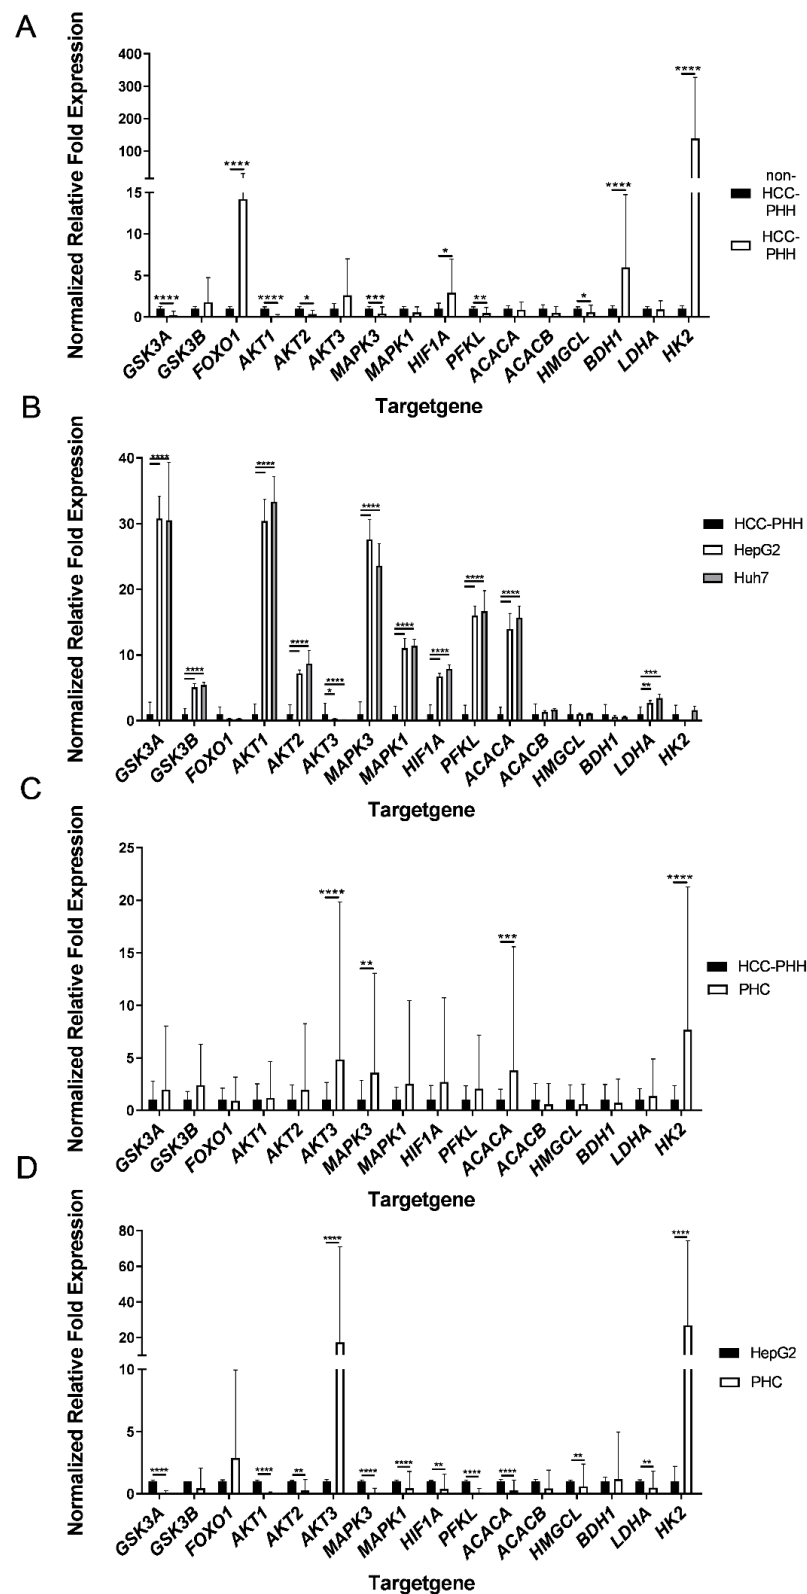 A
Normalized Relative Fold Expression
400
300
200
100
15
10
5
0
**** **** **** * *** * ** * **** ****
GSK3A GSK3B FOXO1 AKT1 AKT2 AKT3 MAPK3 MAPK1 HIF1A PFKL ACACA ACACB HMGCL BDH1 LDHA HK2
Targetgene
non-
HCC-
PHH
HCC-
PHH
B
Normalized Relative Fold Expression
40
30
20
10
0
**** **** **** **** **** * **** **** **** **** **** *** **
GSK3A GSK3B FOXO1 AKT1 AKT2 AKT3 MAPK3 MAPK1 HIF1A PFKL ACACA ACACB HMGCL BDH1 LDHA HK2
Targetgene
HCC-PHH
HepG2
Huh7
C
Normalized Relative Fold Expression
25
20
15
10
5
0
**** ** *** ****
GSK3A GSK3B FOXO1 AKT1 AKT2 AKT3 MAPK3 MAPK1 HIF1A PFKL ACACA ACACB HMGCL BDH1 LDHA HK2
Targetgene
HCC-PHH
PHC
D
Normalized Relative Fold Expression
80
60
40
20
10
5
0
**** **** ** **** **** **** ** **** **** ** ** ****
GSK3A GSK3B FOXO1 AKT1 AKT2 AKT3 MAPK3 MAPK1 HIF1A PFKL ACACA ACACB HMGCL BDH1 LDHA HK2
Targetgene
HepG2
PHC